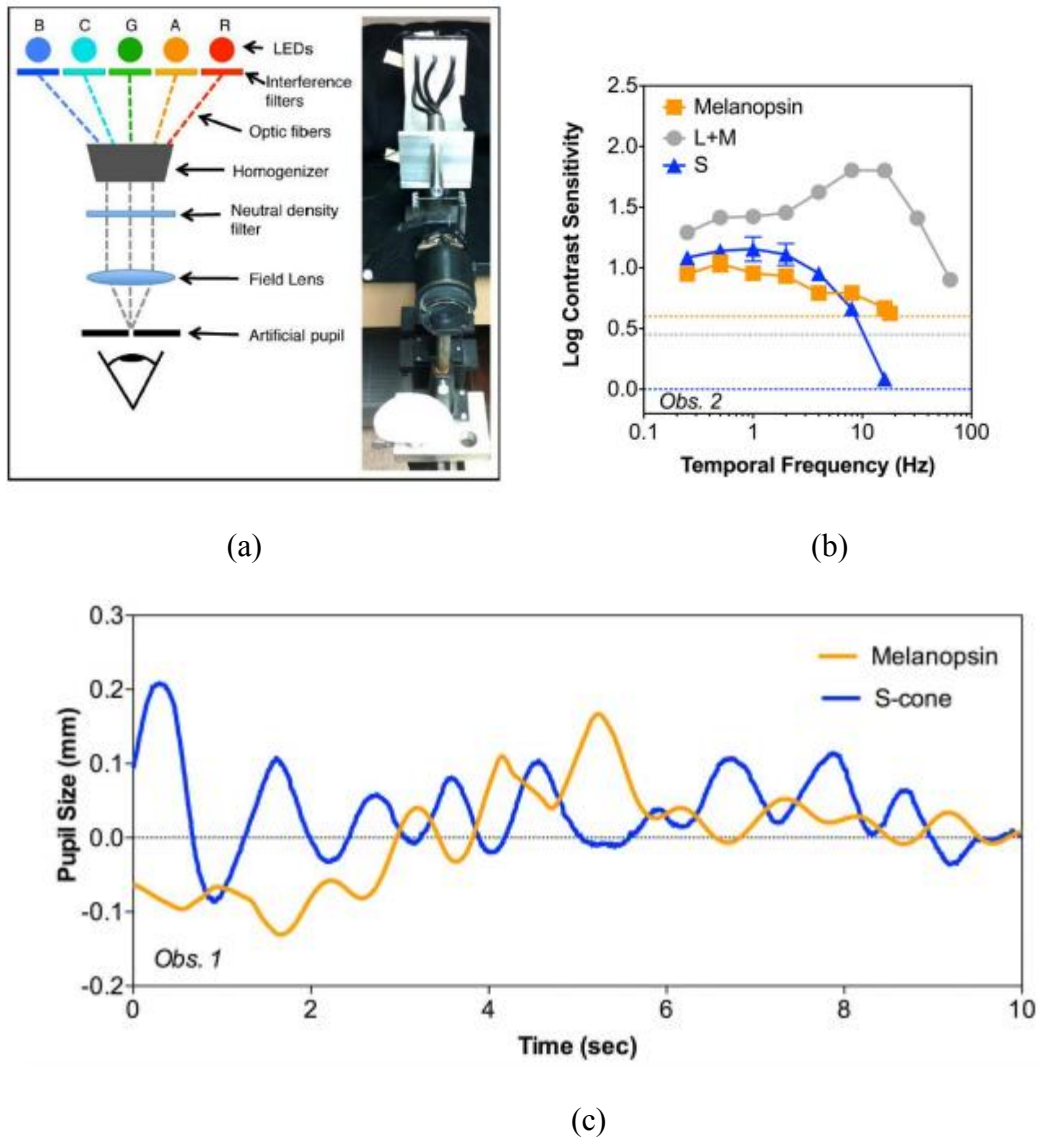 B C G A R
LEDs
Interference
filters
Optic fibers
Homogenizer
Neutral density
filter
Field Lens
Artificial pupil
(a)
Log Contrast Sensitivity
2.5
2.0
1.5
1.0
0.5
0.0
Melanopsin
L+M
S
Obs. 2
0.1 1 10 100
Temporal Frequency (Hz)
(b)
Pupil Size (mm)
0.3
0.2
0.1
0.0
-0.1
-0.2
Melanopsin
S-cone
Obs. 1
0 2 4 6 8 10
Time (sec)
(c)